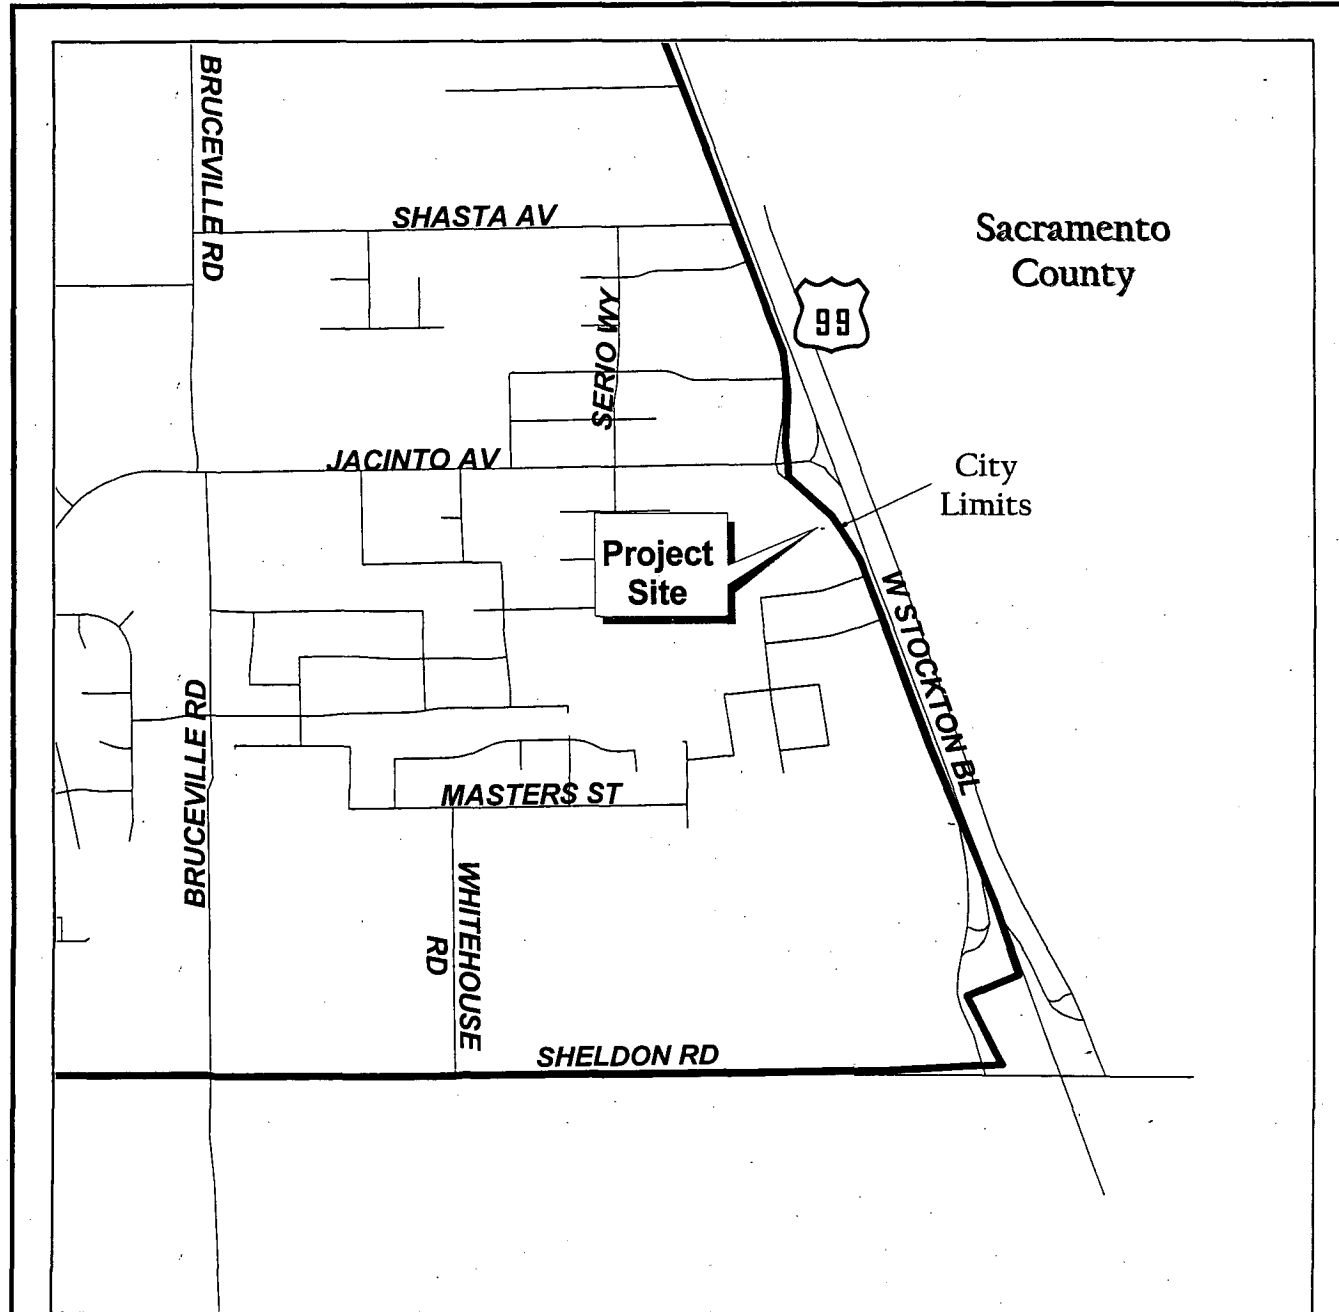 BRUCEVILLE RD
SHASTA AV
Sacramento
County
99
SERIO WY
JACINTO AV
City
Limits
Project
Site
W STOCKTON BL
BRUCEVILLE RD
MASTERS ST
WHITEHOUSE
RD
SHELDON RD